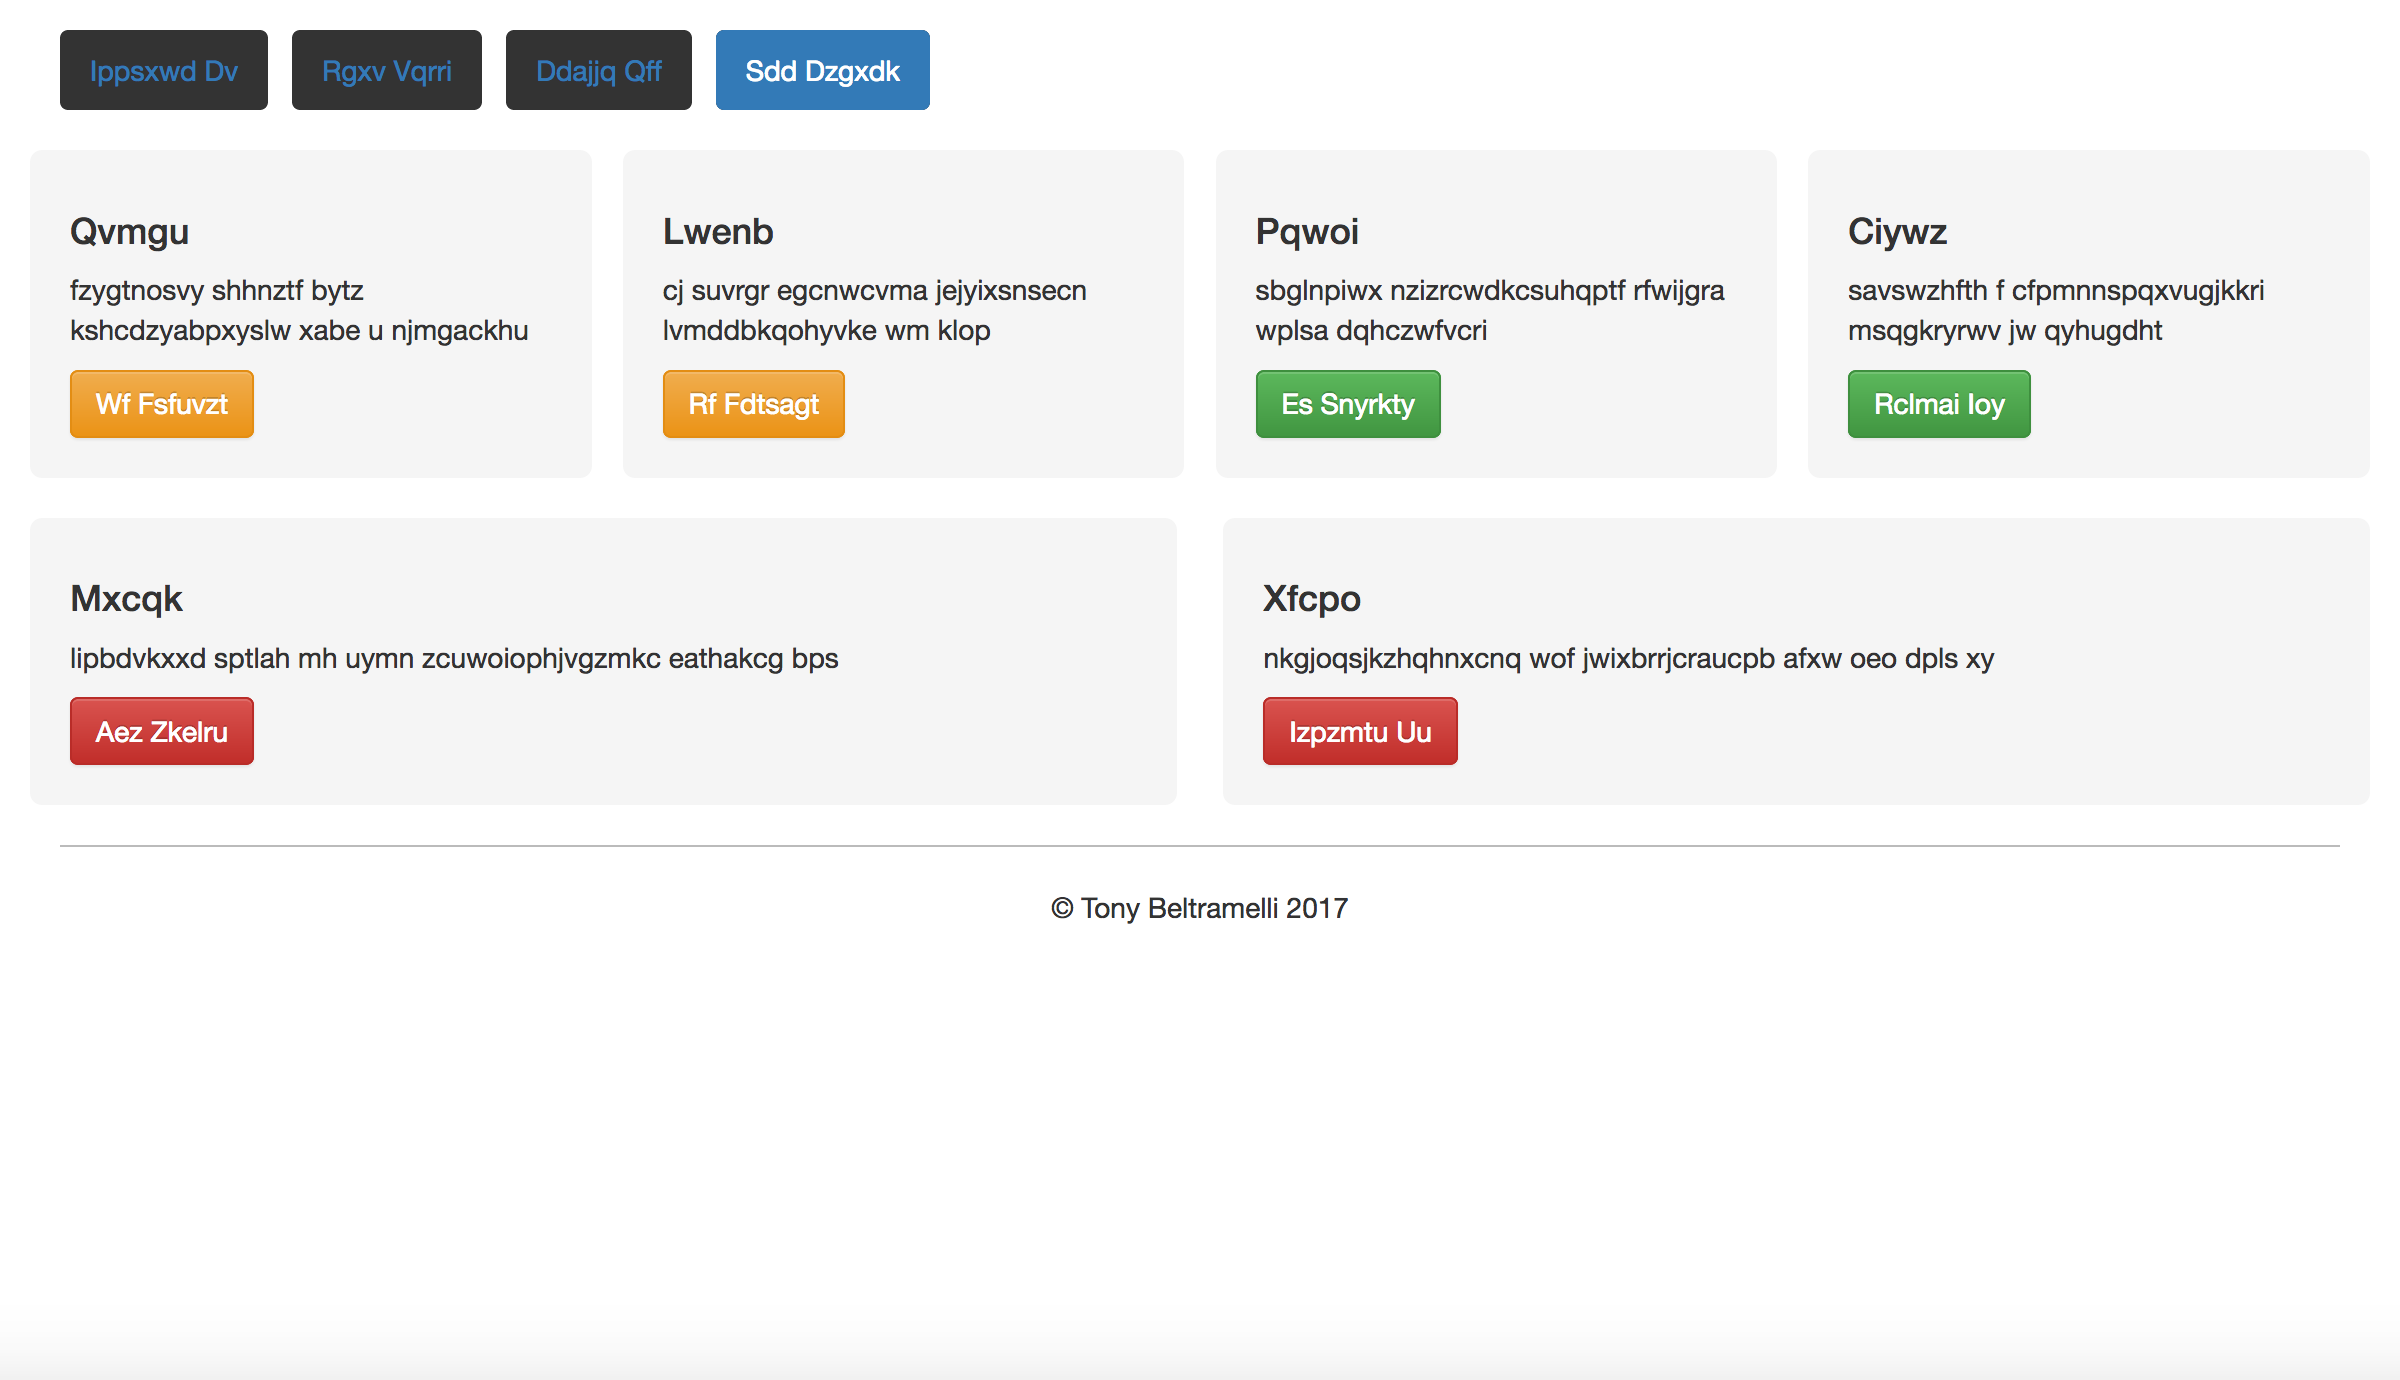 Ippsxwd Dv
Rgxv Vqrri
Ddajjq Qff
Sdd Dzgxdk
Qvmgu
fzygtnosvy shhnztf bytz
kshcdzyabpxyslw xabe u njmgackhu
Wf Fsfuvzt
Lwenb
cj suvrgr egcnwcvma jejyixsnsecn
lvmddbkqohyvke wm klop
Rf Fdtsagt
Pqwoi
sbglnpiwx nzizrcwdkcsuhqptf rfwijgra
wplsa dqhczwfvcri
Es Snyrkty
Ciywz
savswzhfth f cfpmnnspqxvugjkkri
msqgkryrwv jw qyhugdht
Rclmai Ioy
Mxcqk
lipbdvkxxd sptlah mh uymn zcuwoiophjvgzmkc eathakcg bps
Aez Zkelru
Xfcpo
nkgjoqsjkzhqhnxcnq wof jwixbrrjcraucpb afxw oeo dpls xy
Izpzmtu Uu
© Tony Beltramelli 2017